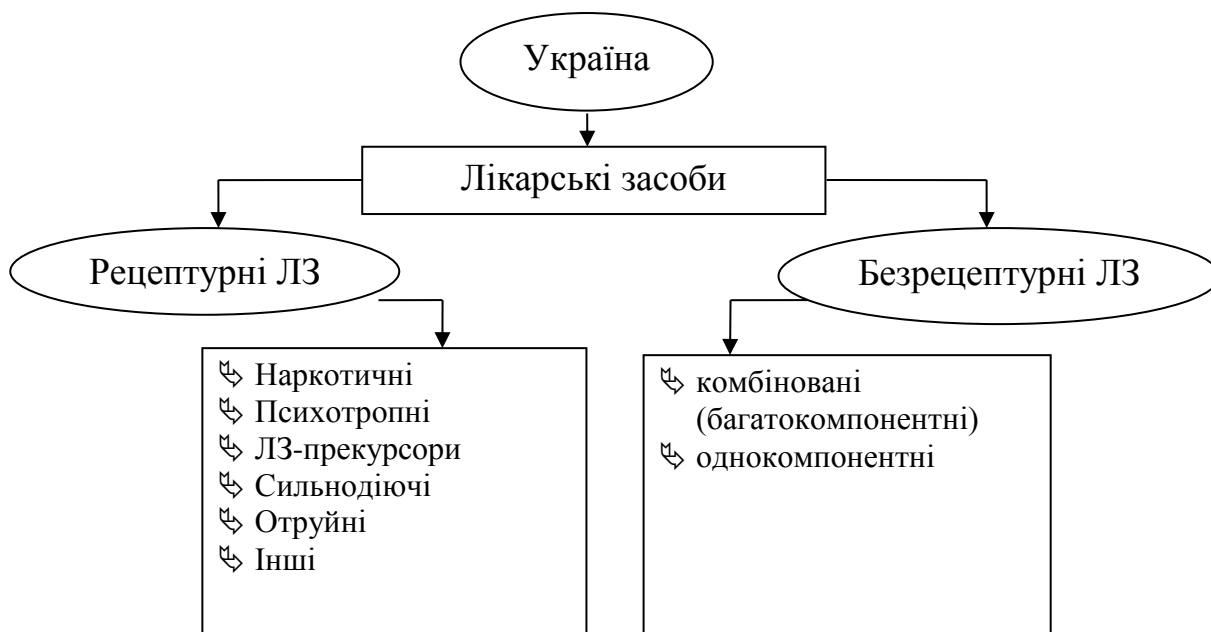 Україна
Лікарські засоби
Рецептурні ЛЗ
Безрецептурні ЛЗ
Наркотичні
Психотропні
ЛЗ-прекурсори
Сильнодіючі
Отруйні
Інші
комбіновані
(багатокомпонентні)
однокомпонентні